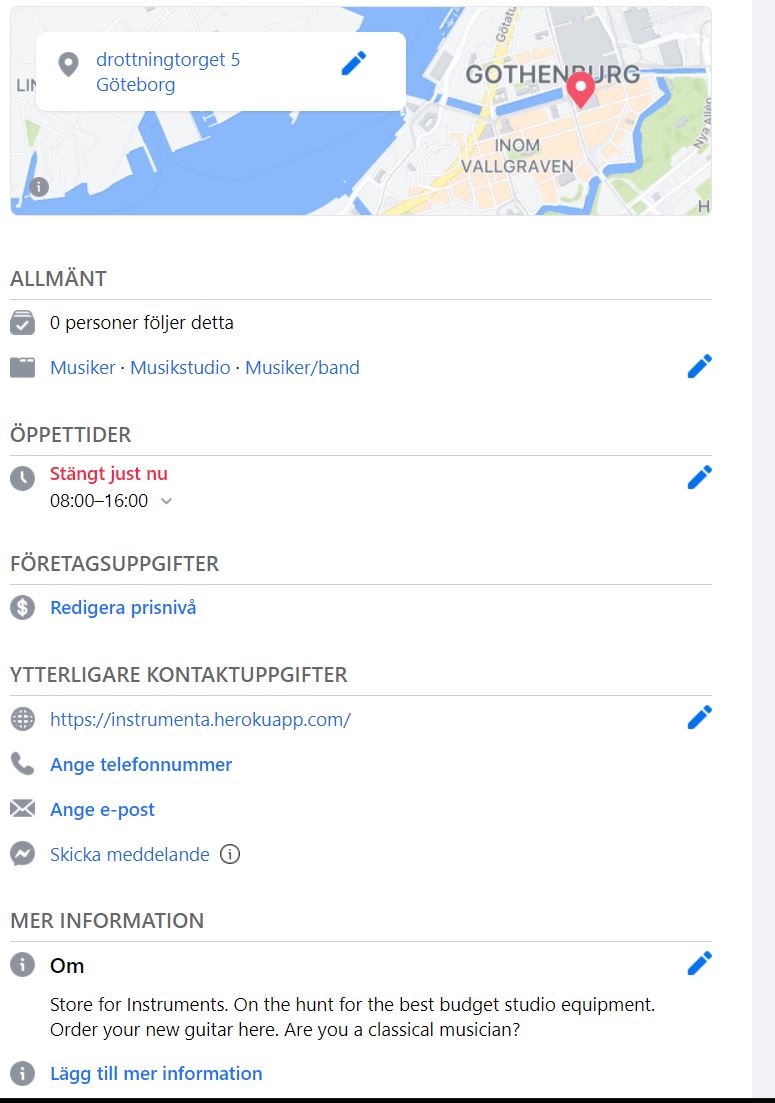 drottningtorget 5
Göteborg
Götatu
GOTHENBURG
LIN
INOM
VALLGRAVEN
Nya Allén
H
ALLMÄNT
0 personer följer detta
Musiker · Musikstudio · Musiker/band
ÖPPETTIDER
Stängt just nu
08:00–16:00
FÖRETAGSUPPGIFTER
Redigera prisnivå
YTTERLIGARE KONTAKTUPPGIFTER
https://instrumenta.herokuapp.com/
Ange telefonnummer
Ange e-post
Skicka meddelande
MER INFORMATION
Om
Store for Instruments. On the hunt for the best budget studio equipment.
Order your new guitar here. Are you a classical musician?
Lägg till mer information